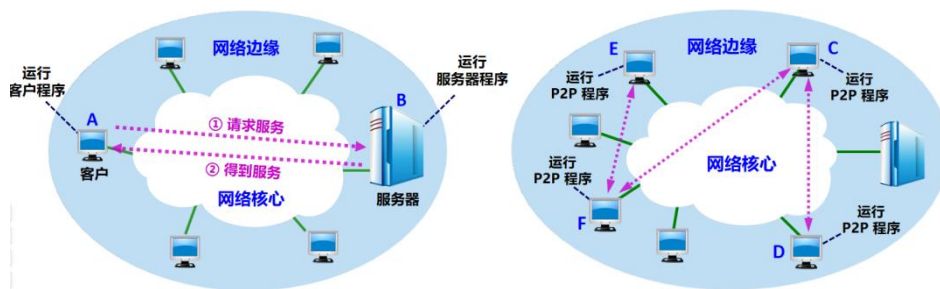 网络边缘
运行
客户程序
A
客户
① 请求服务
② 得到服务
网络核心
B
运行
服务器程序
服务器
网络边缘
E
运行
P2P 程序
C
运行
P2P 程序
网络核心
运行
P2P 程序
F
D
运行
P2P 程序